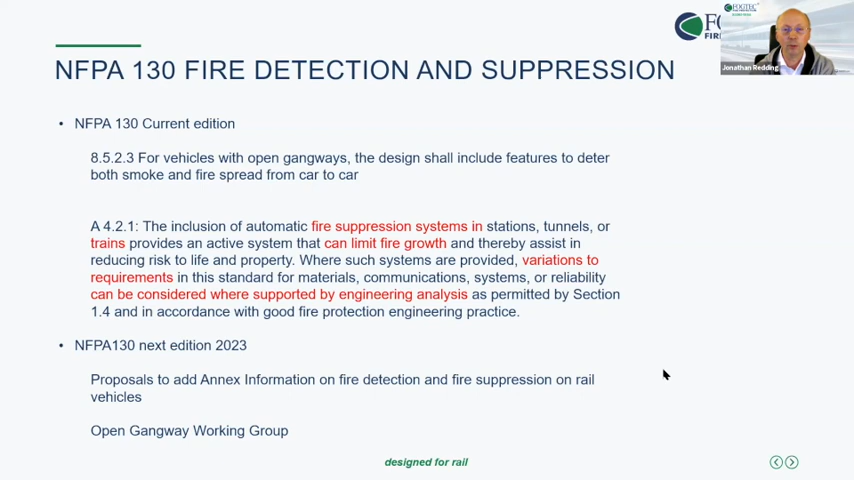 FOGTEC
NFPA 130 FIRE DETECTION AND SUPPRESSION
Jonathan Redding
• NFPA 130 Current edition
8.5.2.3 For vehicles with open gangways, the design shall include features to deter
both smoke and fire spread from car to car
A 4.2.1: The inclusion of automatic fire suppression systems in stations, tunnels, or
trains provides an active system that can limit fire growth and thereby assist in
reducing risk to life and property. Where such systems are provided, variations to
requirements in this standard for materials, communications, systems, or reliability
can be considered where supported by engineering analysis as permitted by Section
1.4 and in accordance with good fire protection engineering practice.
• NFPA130 next edition 2023
Proposals to add Annex Information on fire detection and fire suppression on rail
vehicles
Open Gangway Working Group
designed for rail